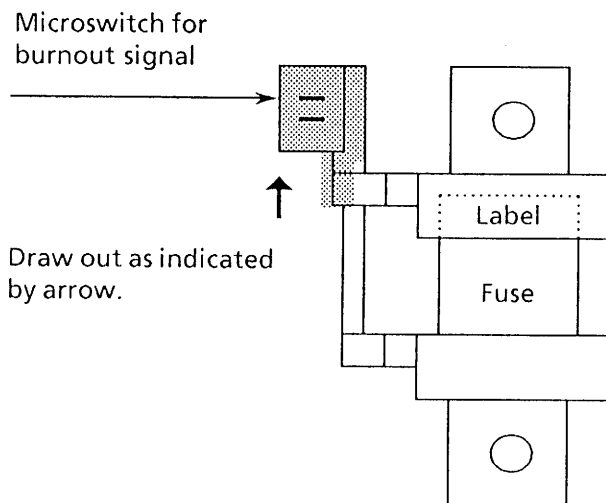 Microswitch for
burnout signal
Label
Draw out as indicated
by arrow.
Fuse